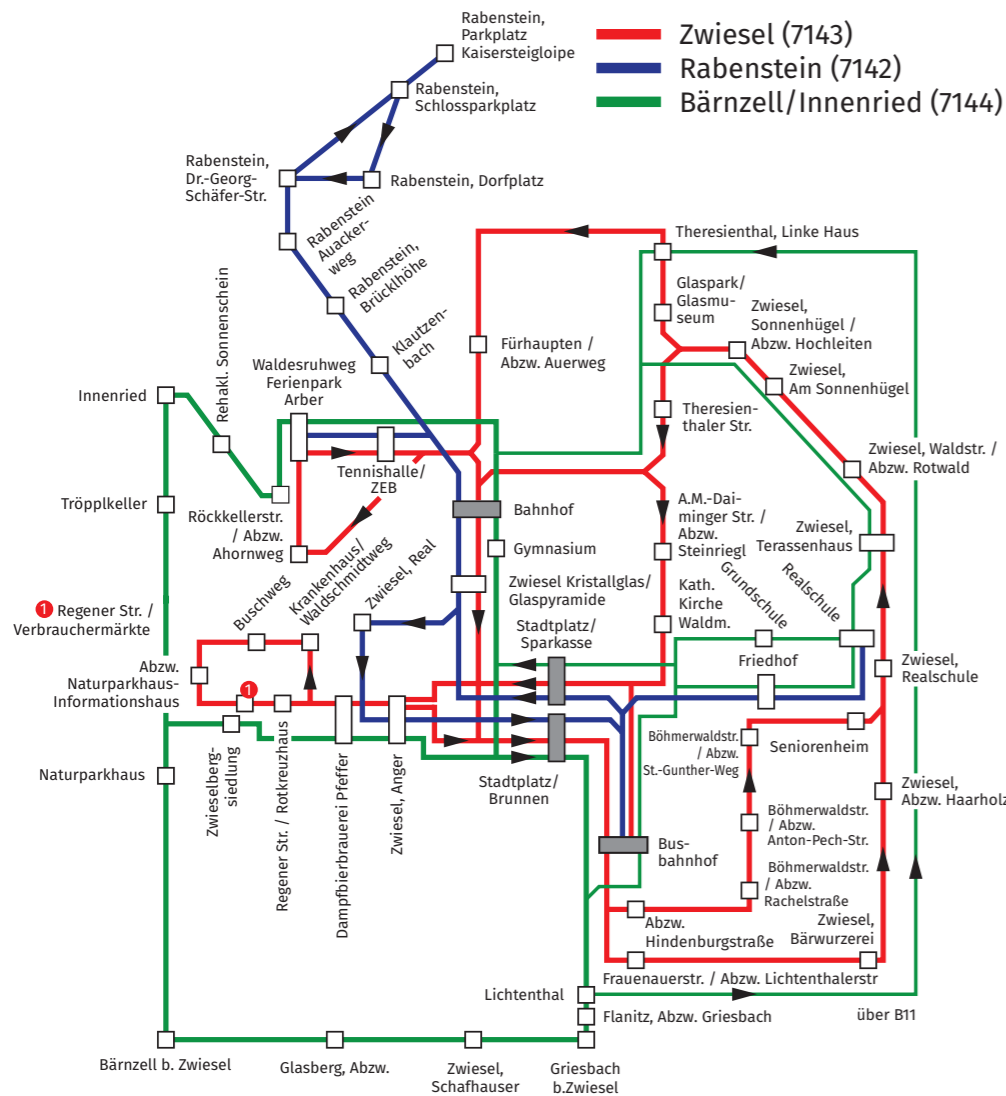 Rabenstein,
Parkplatz
Kaisersteigloipe
Zwiesel (7143)
Rabenstein (7142)
Bärnzell/Innenried (7144)
Rabenstein,
Schlossparkplatz
Rabenstein,
Dr.-Georg-
Schäfer-Str.
Rabenstein, Dorfplatz
Rabenstein
Auacker-
weg
Rabenstein,
Brücklhöhe
Klautzen-
bach
Theresienthal, Linke Haus
Glaspark/
Glasmu-
seum
Zwiesel,
Sonnenhügel /
Abzw. Hochleiten
Zwiesel,
Am Sonnenhügel
Fürhaupten /
Abzw. Auerweg
Rehakl. Sonnenschein
Waldesruhweg
Ferienpark
Arber
Innenried
Theresien-
thaler Str.
Zwiesel, Waldstr. /
Abzw. Rotwald
Tennishalle/
ZEB
Tröpplkeller
Röckkellerstr.
/ Abzw.
Ahornweg
Bahnhof
A.M.-Dai-
minger Str. /
Abzw.
Steinriegl
Zwiesel,
Terassenhaus
Gymnasium
Krankenhaus/
Waldschmidtweg
Buschweg
Zwiesel, Real
Zwiesel Kristallglas/
Glaspyramide
Kath.
Kirche
Waldm.
Grundschule
Realschule
1 Regener Str. /
Verbrauchermärkte
Stadtplatz/
Sparkasse
Friedhof
Abzw.
Naturparkhaus-
Informationshaus
1
Zwiesel,
Realschule
Seniorenheim
Böhmerwaldstr.
/ Abzw.
St.-Gunther-Weg
Naturparkhaus
Zwieselberg-
siedlung
Regener Str. / Rotkreuzhaus
Dampfbierbrauerei Pfeffer
Zwiesel, Anger
Stadtplatz/
Brunnen
Zwiesel,
Abzw. Haarholz
Böhmerwaldstr.
/ Abzw.
Anton-Pech-Str.
Bus-
bahnhof
Böhmerwaldstr.
/ Abzw.
Rachelstraße
Abzw.
Hindenburgstraße
Zwiesel,
Bärwurzerei
Frauenauerstr. / Abzw. Lichtenthalerstr
Lichtenthal
Flanitz, Abzw. Griesbach
über B11
Bärnzell b. Zwiesel
Glasberg, Abzw.
Zwiesel,
Schafhauser
Griesbach
b.Zwiesel